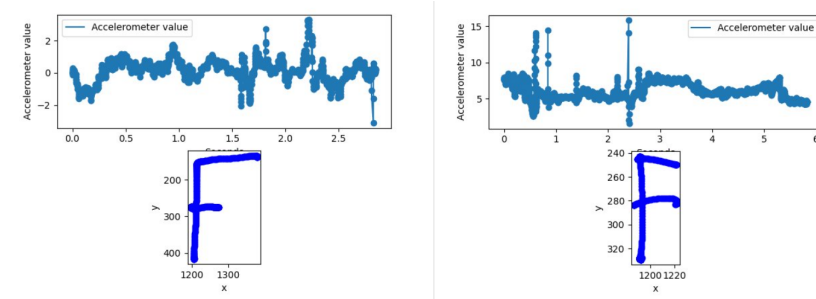 Accelerometer value
Accelerometer value
2
0
−2
0.0 0.5 1.0 1.5 2.0 2.5
Seconds
y
200
300
400
F
1200 1300
x
Accelerometer value
Accelerometer value
15
10
5
0 1 2 3 4 5 6
Seconds
y
240
260
280
300
320
F
1200 1220
x